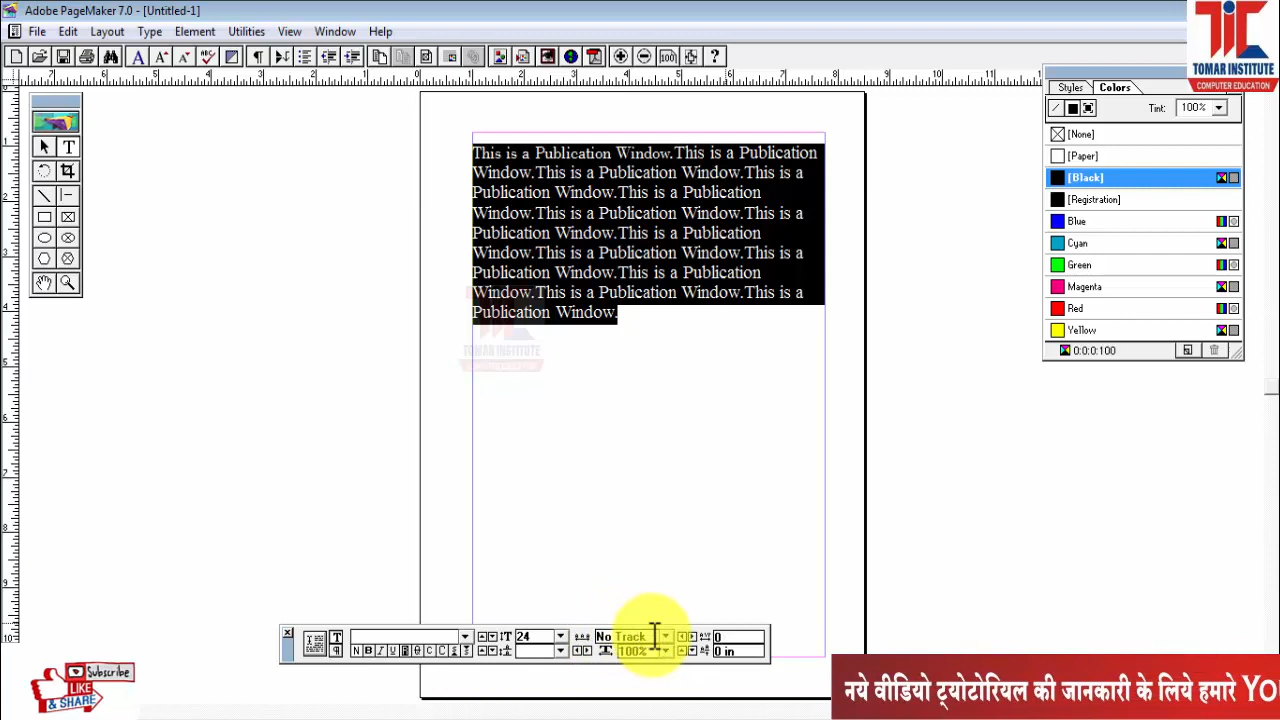 Adobe PageMaker 7.0 - [Untitled-1]
File Edit Layout Type Element Utilities View Window Help
TOMAR INSTITUTE
COMPUTER EDUCATION
Styles Colors
Tint: 100%
[None]
[Paper]
[Black]
[Registration]
Blue
Cyan
Green
Magenta
Red
Yellow
0:0:0:100
This is a Publication Window.This is a Publication
Window.This is a Publication Window.This is a
Publication Window.This is a Publication
Window.This is a Publication Window.This is a
Publication Window.This is a Publication
Window.This is a Publication Window.This is a
Publication Window.This is a Publication
Window.This is a Publication Window.This is a
Publication Window.
TOMAR INSTITUTE
T 24 No Track 0
N B I U 100% 0 in
Subscribe
LIKE
& SHARE
नये वीडियो ट्योटोरियल की जानकारी के लिये हमारे Yo